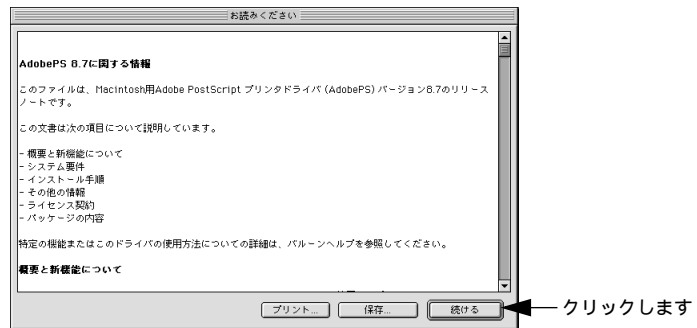 お読みください
AdobePS 8.7に関する情報
このファイルは、Macintosh用Adobe PostScript プリンタドライバ (AdobePS) バージョン8.7のリリース
ノートです。
この文書は次の項目について説明しています。
- 概要と新機能について
- システム要件
- インストール手順
- その他の情報
- ライセンス契約
- パッケージの内容
特定の機能またはこのドライバの使用方法についての詳細は、バルーンヘルプを参照してください。
概要と新機能について
プリント...
保存...
続ける
クリックします